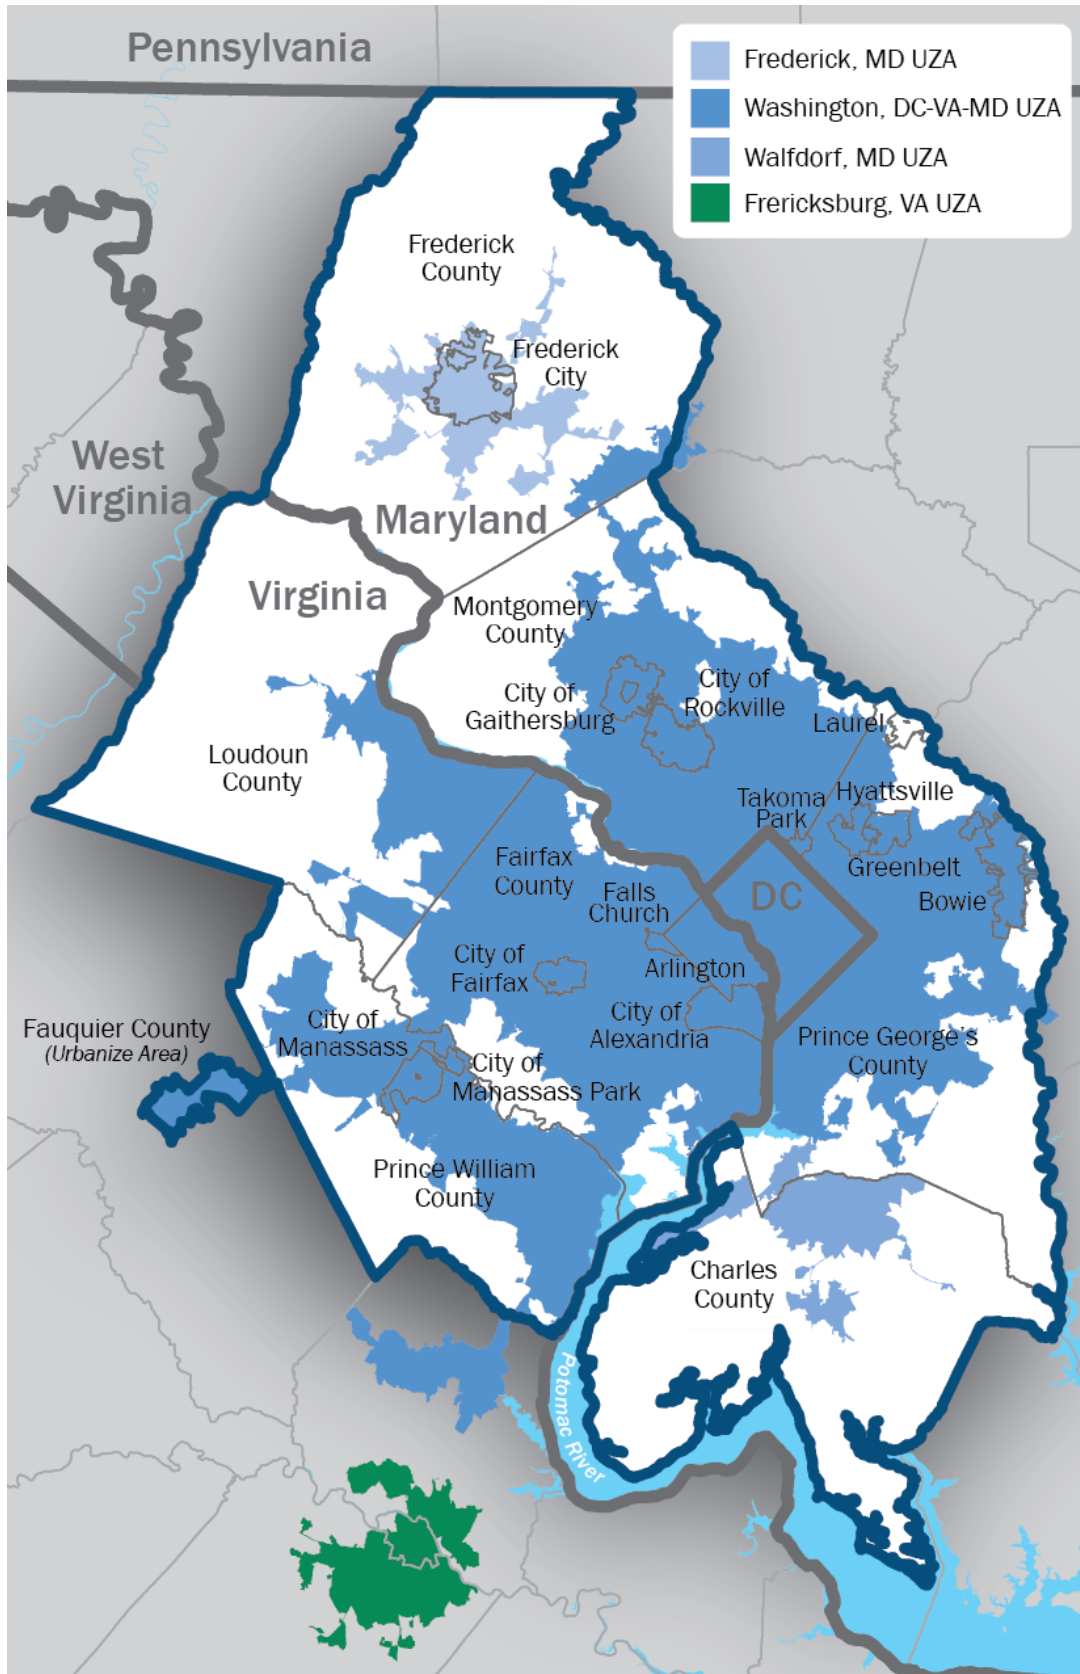 Pennsylvania
Frederick, MD UZA
Washington, DC-VA-MD UZA
Walfdorf, MD UZA
Frericksburg, VA UZA
Frederick
County
Frederick
City
West
Virginia
Maryland
Virginia
Montgomery
County
City of
Gaithersburg
City of
Rockville
Laurel
Loudoun
County
Takoma
Park
Hyattsville
Fairfax
County
Falls
Church
DC
Greenbelt
Bowie
City of
Fairfax
Arlington
City of
Alexandria
Fauquier County
(Urbanize Area)
City of
Manassass
City of
Manassass Park
Prince George's
County
Prince William
County
Charles
County
Potomac River